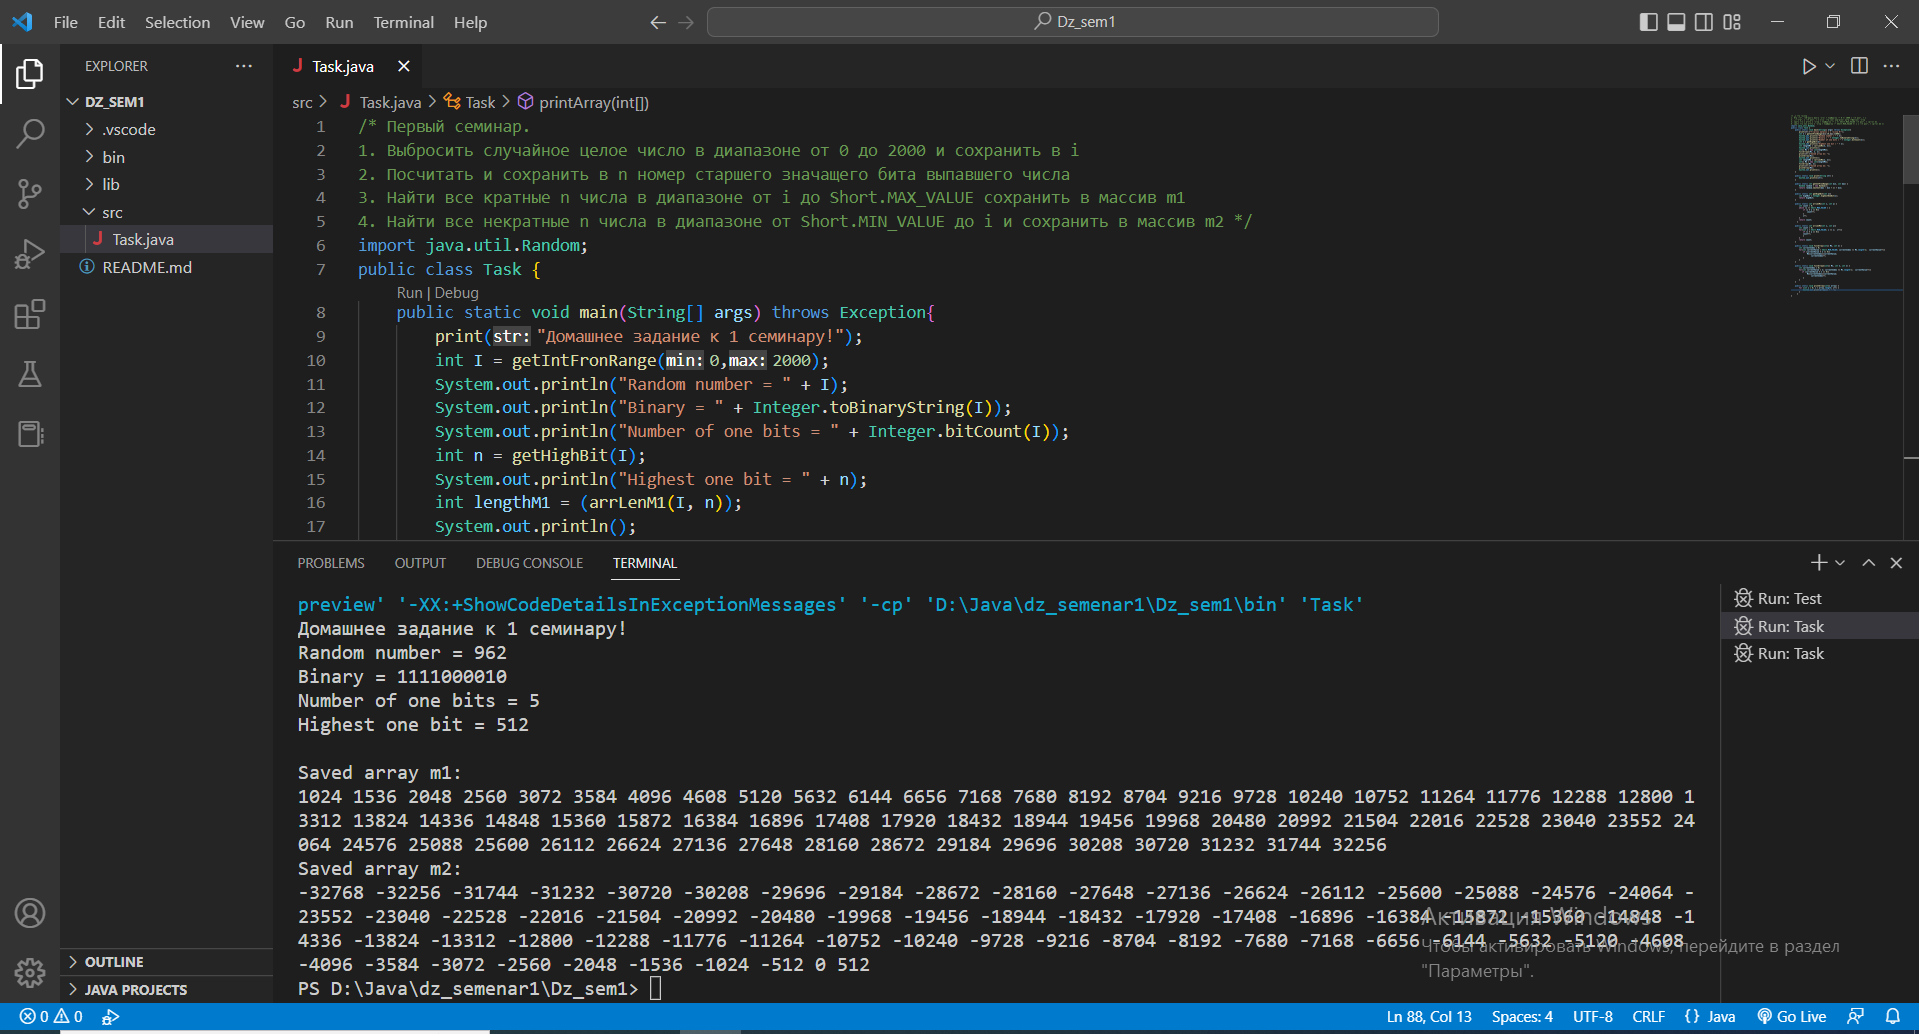 File Edit Selection View Go Run Terminal Help
Dz_sem1
EXPLORER
DZ_SEM1
.vscode
bin
lib
src
Task.java
README.md
OUTLINE
JAVA PROJECTS
Task.java
src > Task.java > Task > printArray(int[])
1 /* Первый семинар.
2 1. Выбросить случайное целое число в диапазоне от 0 до 2000 и сохранить в i
3 2. Посчитать и сохранить в n номер старшего значащего бита выпавшего числа
4 3. Найти все кратные n числа в диапазоне от i до Short.MAX_VALUE сохранить в массив m1
5 4. Найти все некратные n числа в диапазоне от Short.MIN_VALUE до i и сохранить в массив m2 */
6 import java.util.Random;
7 public class Task {
Run | Debug
8 public static void main(String[] args) throws Exception{
9 print(str: "Домашнее задание к 1 семинару!");
10 int I = getIntFronRange(min: 0,max: 2000);
11 System.out.println("Random number = " + I);
12 System.out.println("Binary = " + Integer.toBinaryString(I));
13 System.out.println("Number of one bits = " + Integer.bitCount(I));
14 int n = getHighBit(I);
15 System.out.println("Highest one bit = " + n);
16 int lengthM1 = (arrLenM1(I, n));
17 System.out.println();
PROBLEMS OUTPUT DEBUG CONSOLE TERMINAL
preview' '-XX:+ShowCodeDetailsInExceptionMessages' '-cp' 'D:\Java\dz_semenar1\Dz_sem1\bin' 'Task'
Домашнее задание к 1 семинару!
Random number = 962
Binary = 1111000010
Number of one bits = 5
Highest one bit = 512
Saved array m1:
1024 1536 2048 2560 3072 3584 4096 4608 5120 5632 6144 6656 7168 7680 8192 8704 9216 9728 10240 10752 11264 11776 12288 12800 1
3312 13824 14336 14848 15360 15872 16384 16896 17408 17920 18432 18944 19456 19968 20480 20992 21504 22016 22528 23040 23552 24
064 24576 25088 25600 26112 26624 27136 27648 28160 28672 29184 29696 30208 30720 31232 31744 32256
Saved array m2:
-32768 -32256 -31744 -31232 -30720 -30208 -29696 -29184 -28672 -28160 -27648 -27136 -26624 -26112 -25600 -25088 -24576 -24064 -
23552 -23040 -22528 -22016 -21504 -20992 -20480 -19968 -19456 -18944 -18432 -17920 -17408 -16896 -16384 -15872 -15360 -14848 -1
4336 -13824 -13312 -12800 -12288 -11776 -11264 -10752 -10240 -9728 -9216 -8704 -8192 -7680 -7168 -6656 -6144 -5632 -5120 -4608
-4096 -3584 -3072 -2560 -2048 -1536 -1024 -512 0 512
PS D:\Java\dz_semenar1\Dz_sem1>
Run: Test
Run: Task
Run: Task
Активация Windows
Чтобы активировать Windows, перейдите в раздел
"Параметры".
0 0
Ln 88, Col 13 Spaces: 4 UTF-8 CRLF {} Java Go Live